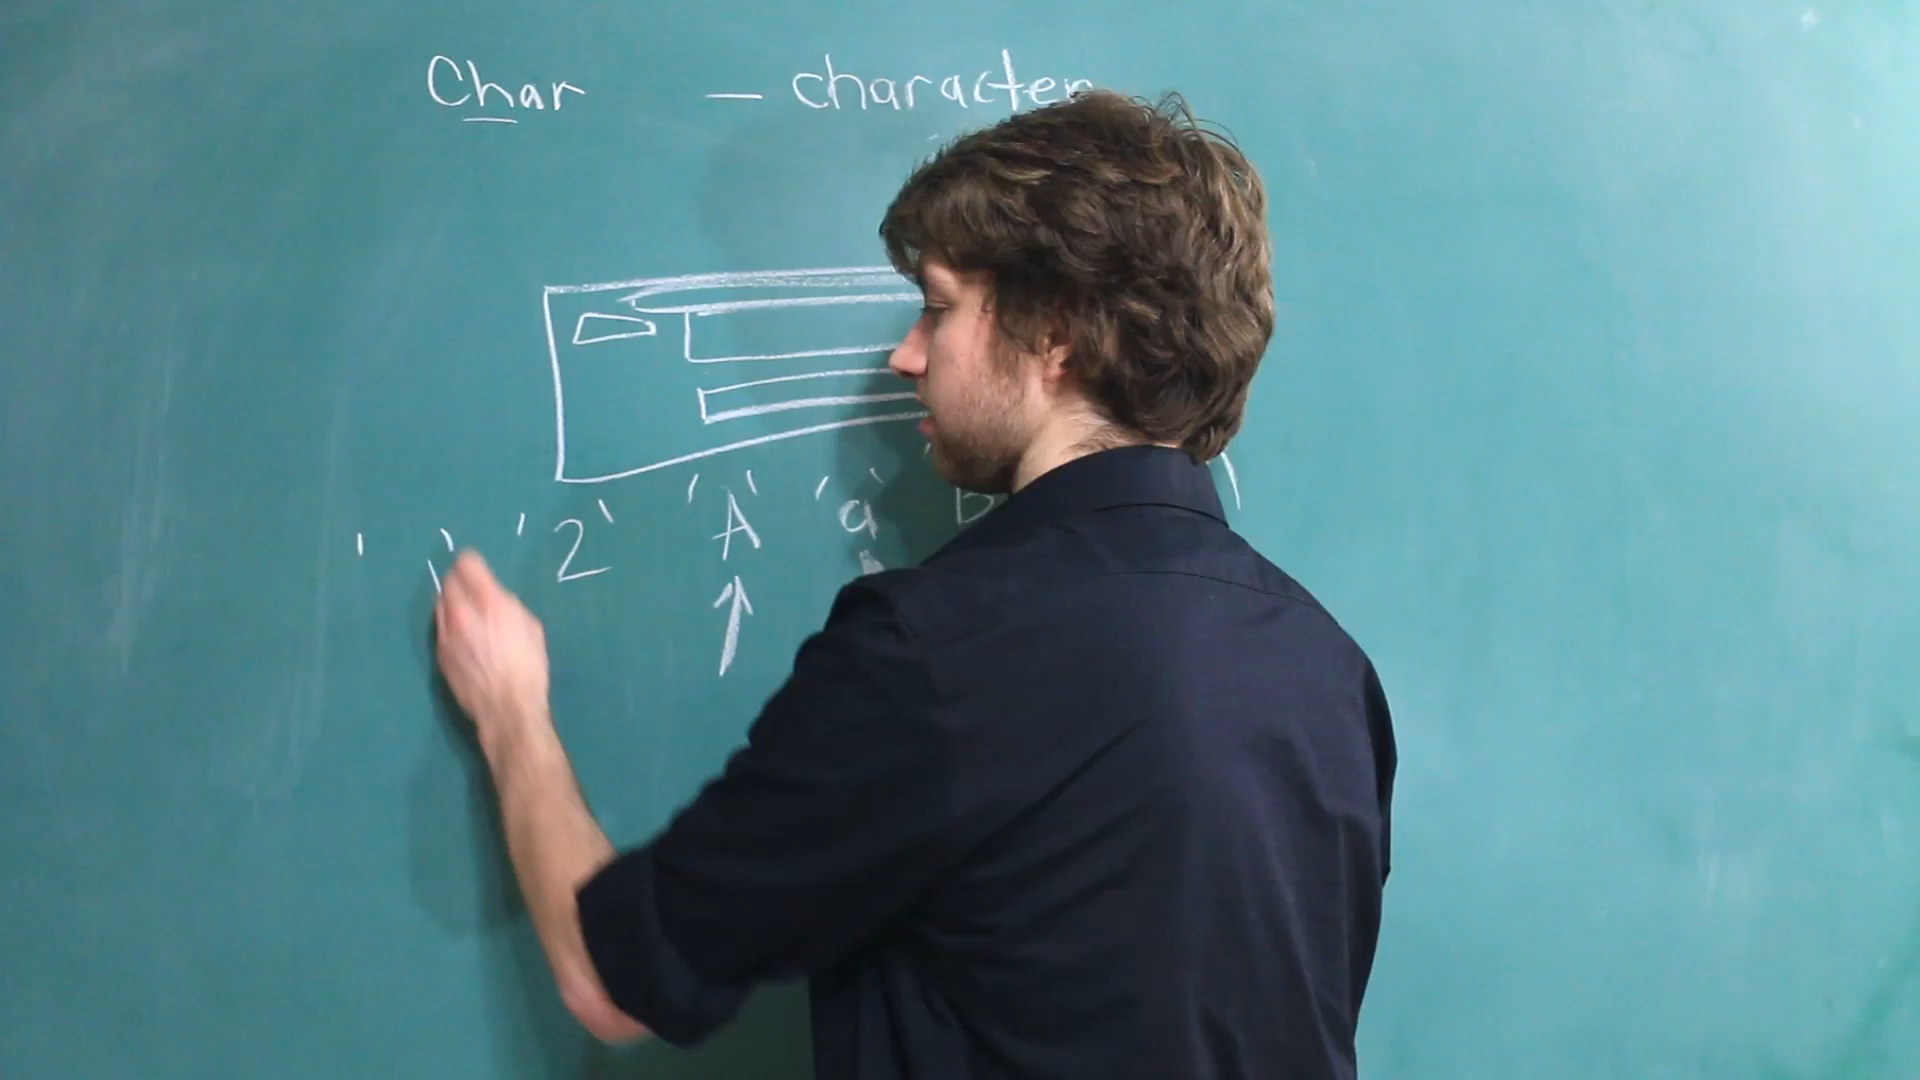 Char — character
' ' '2' 'A' 'a' 'B